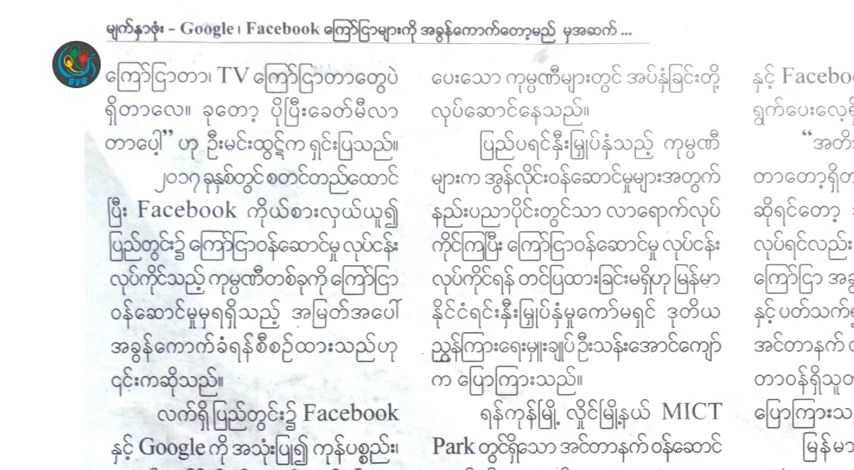 မျက်နှာဖုံး – Google ၊ Facebook ကြော်ငြာများကို အခွန်ကောက်တော့မည် မှအဆက် ...
ကြော်ငြာတာ၊ TV ကြော်ငြာတာတွေပဲ
ရှိတာလေ။ ခုတော့ ပိုပြီးခေတ်မီလာ
တာပေါ့” ဟု ဦးမင်းထွဋ်က ရှင်းပြသည်။
၂၀၁၇ ခုနှစ်တွင် စတင်တည်ထောင်
ပြီး Facebook ကိုယ်စားလှယ်ယူ၍
ပြည်တွင်း၌ ကြော်ငြာဝန်ဆောင်မှု လုပ်ငန်း
လုပ်ကိုင်သည့် ကုမ္ပဏီတစ်ခုကို ကြော်ငြာ
ဝန်ဆောင်မှုမှရရှိသည့် အမြတ်အပေါ်
အခွန်ကောက်ခံရန် စီစဉ်ထားသည်ဟု
၎င်းကဆိုသည်။
လက်ရှိ ပြည်တွင်း၌ Facebook
နှင့် Google ကို အသုံးပြု၍ ကုန်ပစ္စည်း၊
ပေးသော ကုမ္ပဏီများတွင် အပ်နှံခြင်းတို့
လုပ်ဆောင်နေသည်။
ပြည်ပရင်နှီးမြှုပ်နှံသည့် ကုမ္ပဏီ
များက အွန်လိုင်းဝန်ဆောင်မှုများအတွက်
နည်းပညာပိုင်းတွင်သာ လာရောက်လုပ်
ကိုင်ကြပြီး ကြော်ငြာဝန်ဆောင်မှု လုပ်ငန်း
လုပ်ကိုင်ရန် တင်ပြထားခြင်းမရှိဟု မြန်မာ
နိုင်ငံရင်းနှီးမြှုပ်နှံမှုကော်မရှင် ဒုတိယ
ညွှန်ကြားရေးမှူးချုပ် ဦးသန်းအောင်ကျော်
က ပြောကြားသည်။
ရန်ကုန်မြို့ လှိုင်မြို့နယ် MICT
Park တွင်ရှိသော အင်တာနက် ဝန်ဆောင်
နှင့် Facebo
ရွက်ပေးလေ့ရှိ
“အတိ
တာတော့ရှိတ
ဆိုရင်တော့
လုပ်ရင်လည်း
ကြော်ငြာ အခွ
နှင့် ပတ်သက်
အင်တာနက်
တာဝန်ရှိသူတ
ပြောကြားသ
မြန်မာ